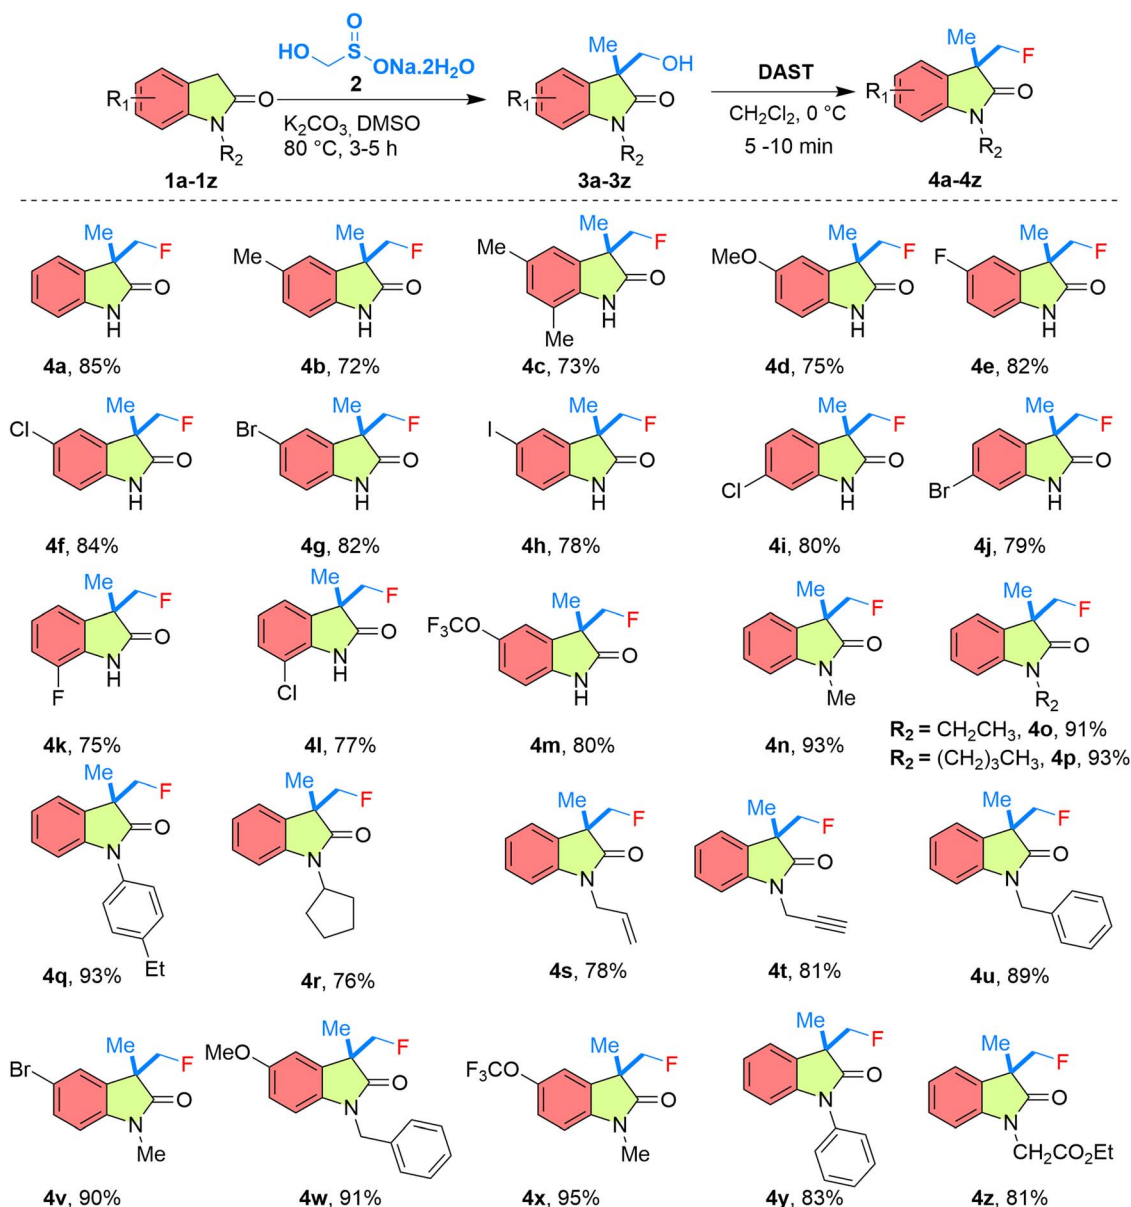 O
HO S
ONa.2H₂O
2
R₁ O N R₂
K₂CO₃, DMSO
80 °C, 3-5 h
1a-1z
Me OH R₁ O N R₂
3a-3z
DAST
CH₂Cl₂, 0 °C
5 -10 min
Me F R₁ O N R₂
4a-4z
Me F O N H
Me Me F O N H
Me Me F O N H Me
MeO Me F O N H
F Me F O N H
4a, 85% 4b, 72% 4c, 73% 4d, 75% 4e, 82%
Cl Me F O N H
Br Me F O N H
I Me F O N H
Me F O N H Cl
Me F O N H Br
4f, 84% 4g, 82% 4h, 78% 4i, 80% 4j, 79%
Me F O N H F
Me F O N H Cl
F₃CO Me F O N H
Me F O N Me
Me F O N R₂
4k, 75% 4l, 77% 4m, 80% 4n, 93%
R₂ = CH₂CH₃, 4o, 91%
R₂ = (CH₂)₃CH₃, 4p, 93%
Me F O N Et
Me F O N
Me F O N
Me F O N
Me F O N
4q, 93% 4r, 76% 4s, 78% 4t, 81% 4u, 89%
Br Me F O N Me
MeO Me F O N
F₃CO Me F O N Me
Me F O N
Me F O N CH₂CO₂Et
4v, 90% 4w, 91% 4x, 95% 4y, 83% 4z, 81%